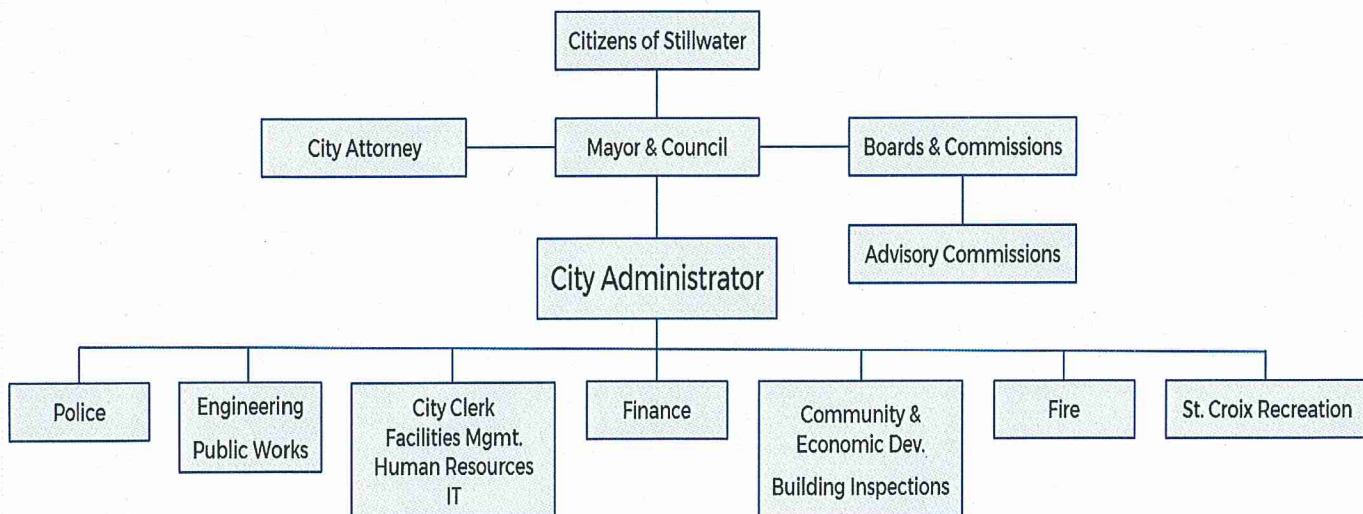 Citizens of Stillwater
City Attorney
Mayor & Council
Boards & Commissions
Advisory Commissions
City Administrator
Police
Engineering
Public Works
City Clerk
Facilities Mgmt.
Human Resources
IT
Finance
Community &
Economic Dev.
Building Inspections
Fire
St. Croix Recreation